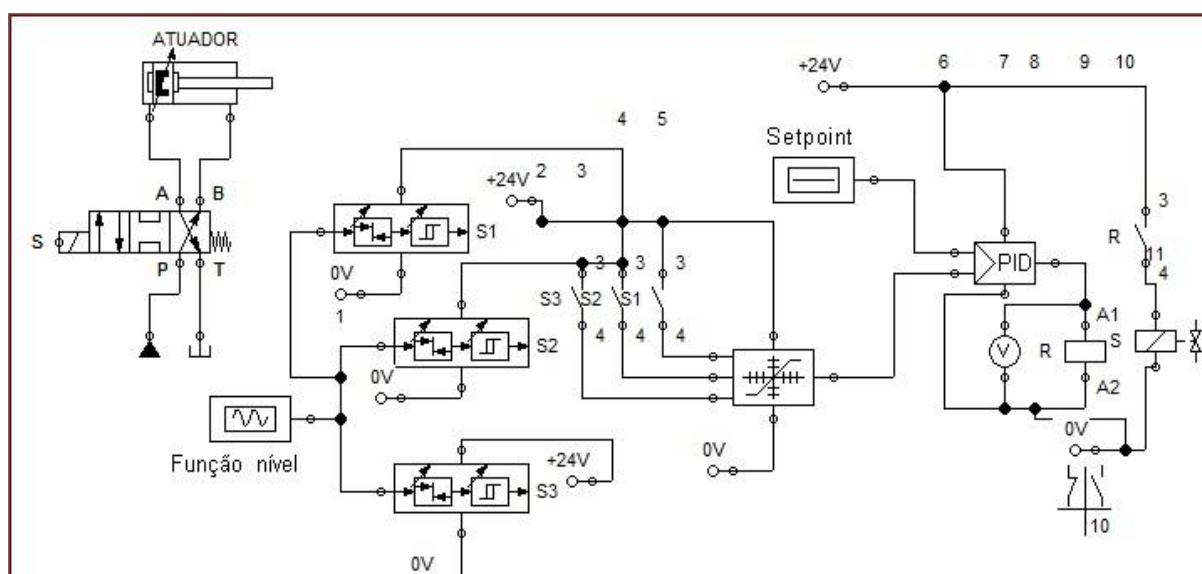 ATUADOR
A B
S
P T
+24V 6 7 8 9 10
4 5
Setpoint
+24V 2 3
3
S1
R
11
4
PID
0V
1
3 3 3
S3 S2 S1
4 4 4
S2
0V
A1
V R S
A2
Função nível
0V
0V
+24V
S3
0V
10